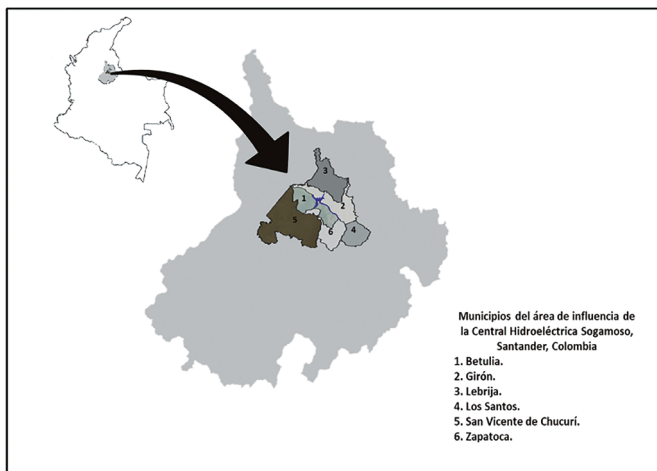 3
1
2
5
6
4
Municipios del área de influencia de
la Central Hidroeléctrica Sogamoso,
Santander, Colombia
1. Betulia.
2. Girón.
3. Lebrija.
4. Los Santos.
5. San Vicente de Chucurí.
6. Zapatoca.